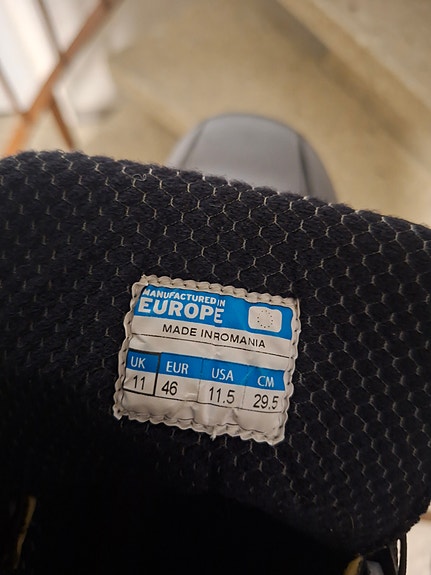 MANUFACTURED IN
EUROPE
MADE INROMANIA
UK EUR USA CM
11 46 11.5 29.5